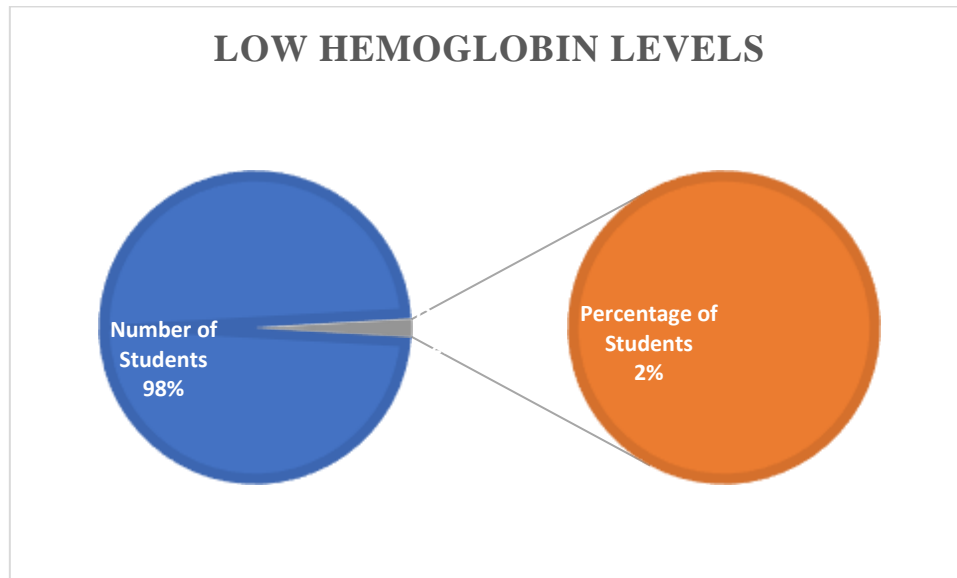 LOW HEMOGLOBIN LEVELS
Number of
Students
98%
Percentage of
Students
2%